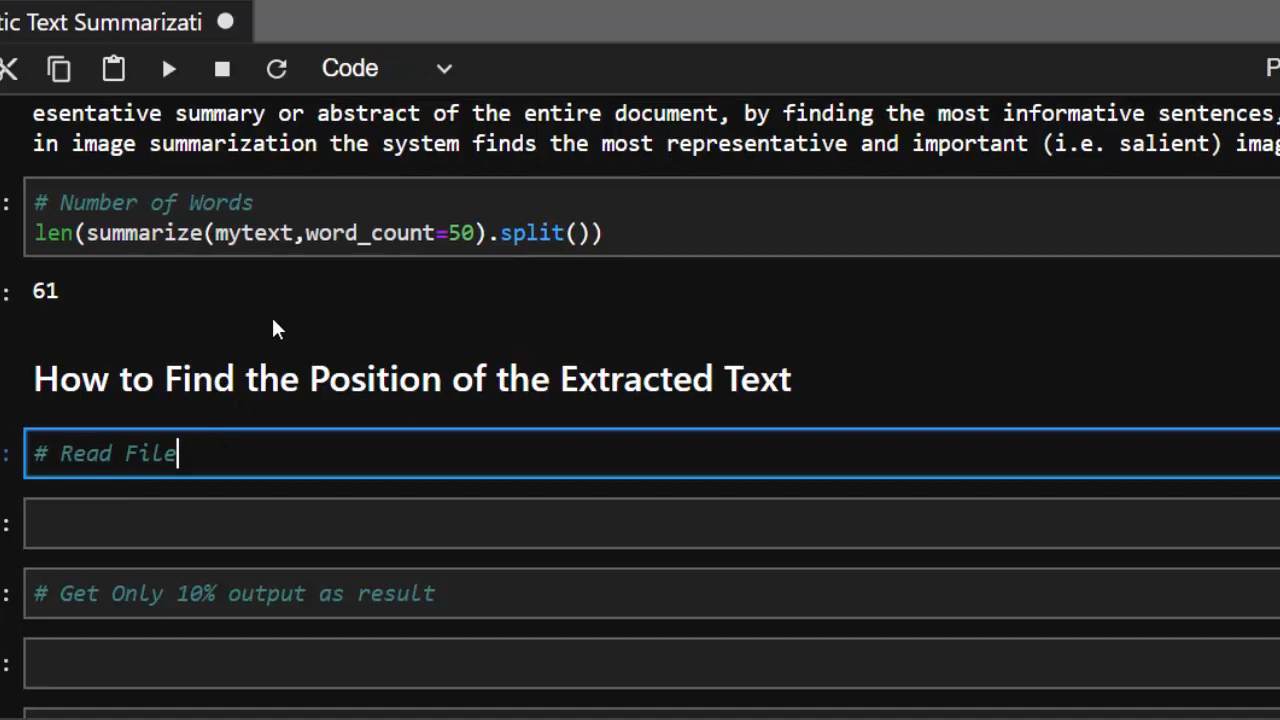 tic Text Summarizati
Code
P
esentative summary or abstract of the entire document, by finding the most informative sentences,
in image summarization the system finds the most representative and important (i.e. salient) imag
:
# Number of Words
len(summarize(mytext,word_count=50).split())
: 61
How to Find the Position of the Extracted Text
: # Read File
:
: # Get Only 10% output as result
: